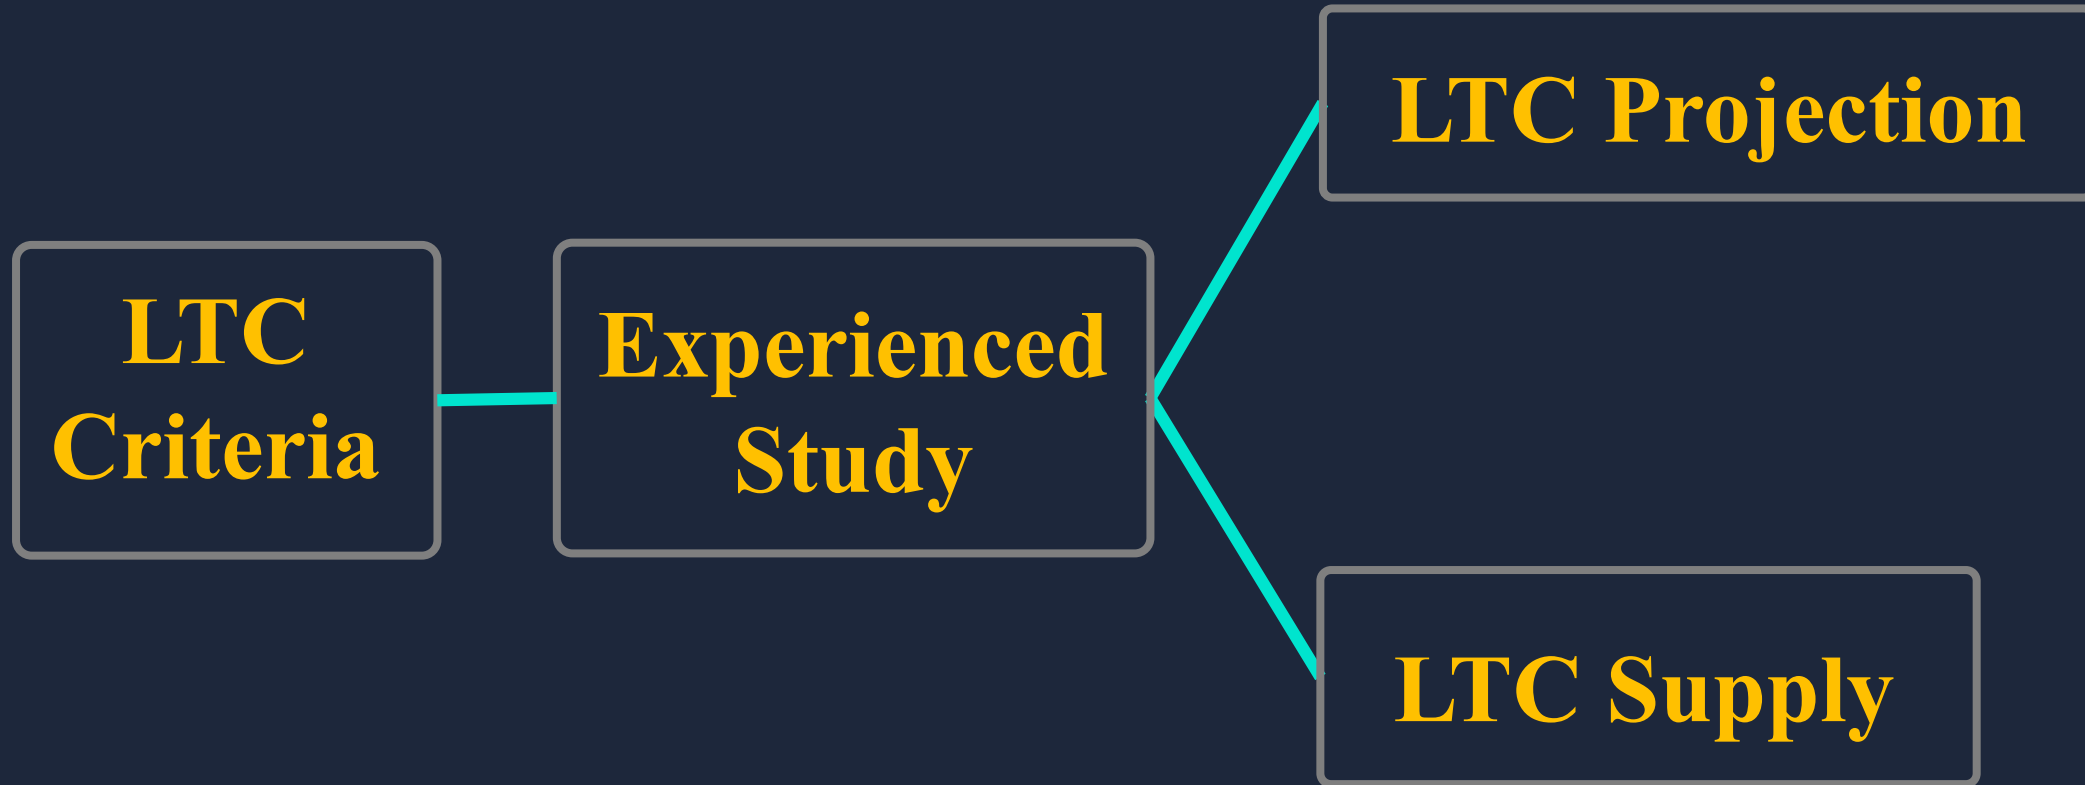 LTC
Criteria
Experienced
Study
LTC Projection
LTC Supply